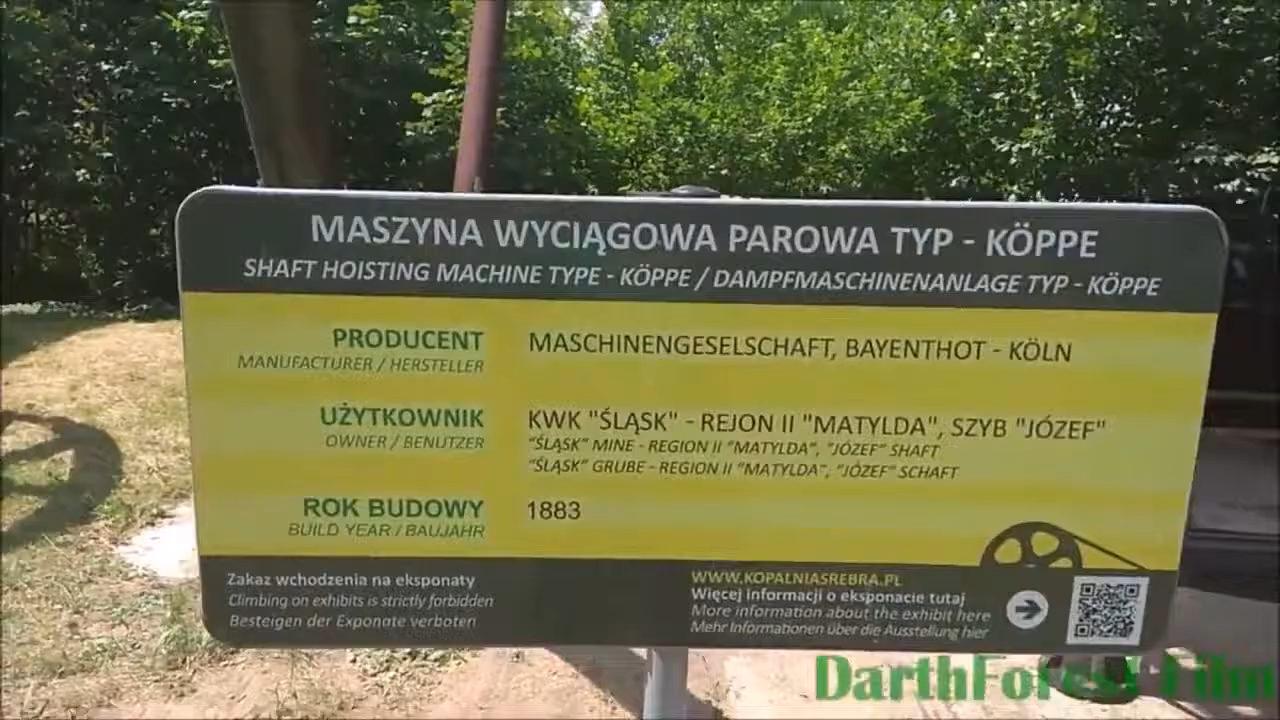 MASZYNA WYCIĄGOWA PAROWA TYP - KÖPPE
SHAFT HOISTING MACHINE TYPE - KÖPPE / DAMPFMASCHINENANLAGE TYP - KÖPPE
PRODUCENT
MANUFACTURER / HERSTELLER
MASCHINENGESELSCHAFT, BAYENTHOT - KÖLN
UŻYTKOWNIK
OWNER / BENUTZER
KWK "ŚLĄSK" - REJON II "MATYLDA", SZYB "JÓZEF"
"ŚLĄSK" MINE - REGION II "MATYLDA", "JÓZEF" SHAFT
"ŚLĄSK" GRUBE - REGION II "MATYLDA", "JÓZEF" SCHAFT
ROK BUDOWY
BUILD YEAR / BAUJAHR
1883
Zakaz wchodzenia na eksponaty
Climbing on exhibits is strictly forbidden
Besteigen der Exponate verboten
WWW.KOPALNIASREBRA.PL
Więcej informacji o eksponacie tutaj
More information about the exhibit here
Mehr Informationen über die Ausstellung hier
DarthForest Film